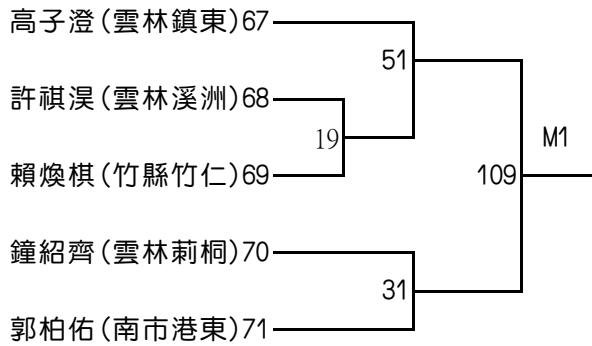 高子澄(雲林鎮東)67
51
許祺淏(雲林溪洲)68
19
M1
賴煥棋(竹縣竹仁)69
109
鐘紹齊(雲林莿桐)70
31
郭柏佑(南市港東)71